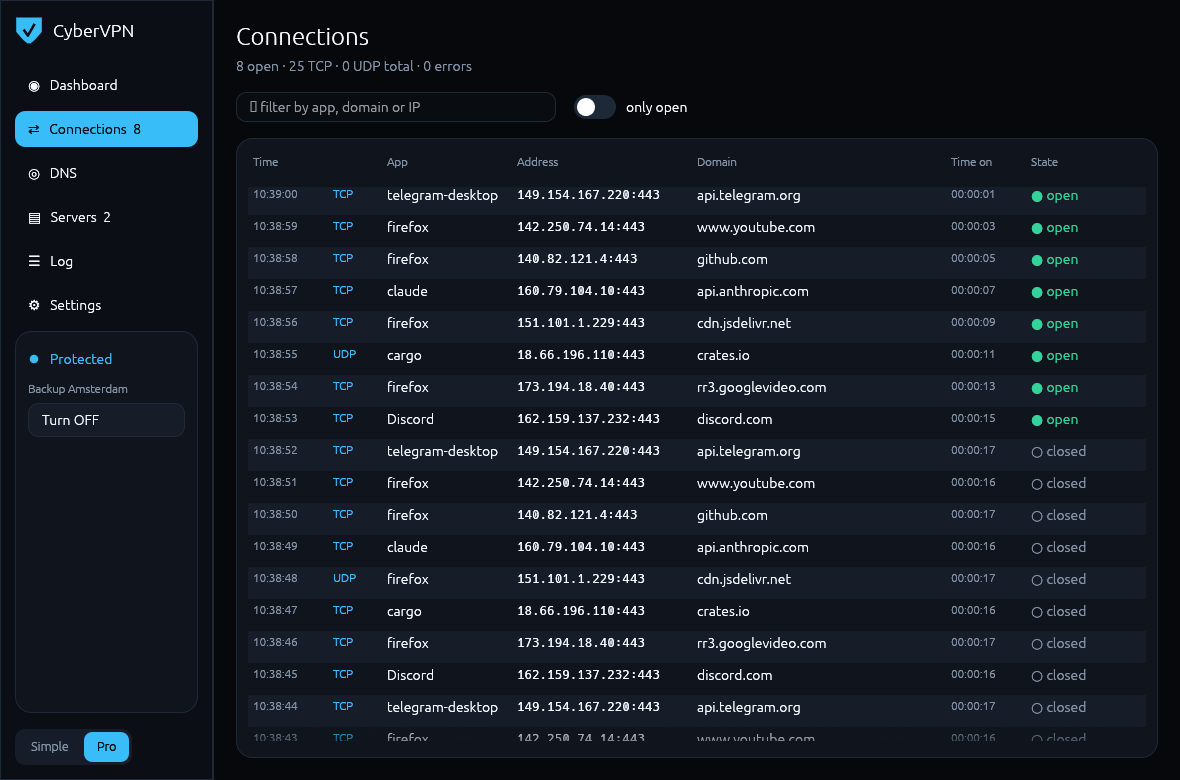 CyberVPN
Dashboard
Connections 8
DNS
Servers 2
Log
Settings
Protected
Backup Amsterdam
Turn OFF
Simple Pro
Connections
8 open · 25 TCP · 0 UDP total · 0 errors
filter by app, domain or IP
only open
Time App Address Domain Time on State
10:39:00 TCP telegram-desktop 149.154.167.220:443 api.telegram.org 00:00:01 open
10:38:59 TCP firefox 142.250.74.14:443 www.youtube.com 00:00:03 open
10:38:58 TCP firefox 140.82.121.4:443 github.com 00:00:05 open
10:38:57 TCP claude 160.79.104.10:443 api.anthropic.com 00:00:07 open
10:38:56 TCP firefox 151.101.1.229:443 cdn.jsdelivr.net 00:00:09 open
10:38:55 UDP cargo 18.66.196.110:443 crates.io 00:00:11 open
10:38:54 TCP firefox 173.194.18.40:443 rr3.googlevideo.com 00:00:13 open
10:38:53 TCP Discord 162.159.137.232:443 discord.com 00:00:15 open
10:38:52 TCP telegram-desktop 149.154.167.220:443 api.telegram.org 00:00:17 closed
10:38:51 TCP firefox 142.250.74.14:443 www.youtube.com 00:00:16 closed
10:38:50 TCP firefox 140.82.121.4:443 github.com 00:00:17 closed
10:38:49 TCP claude 160.79.104.10:443 api.anthropic.com 00:00:16 closed
10:38:48 UDP firefox 151.101.1.229:443 cdn.jsdelivr.net 00:00:17 closed
10:38:47 TCP cargo 18.66.196.110:443 crates.io 00:00:16 closed
10:38:46 TCP firefox 173.194.18.40:443 rr3.googlevideo.com 00:00:17 closed
10:38:45 TCP Discord 162.159.137.232:443 discord.com 00:00:16 closed
10:38:44 TCP telegram-desktop 149.154.167.220:443 api.telegram.org 00:00:17 closed
10:38:43 TCP firefox 142.250.74.14:443 www.youtube.com 00:00:16 closed